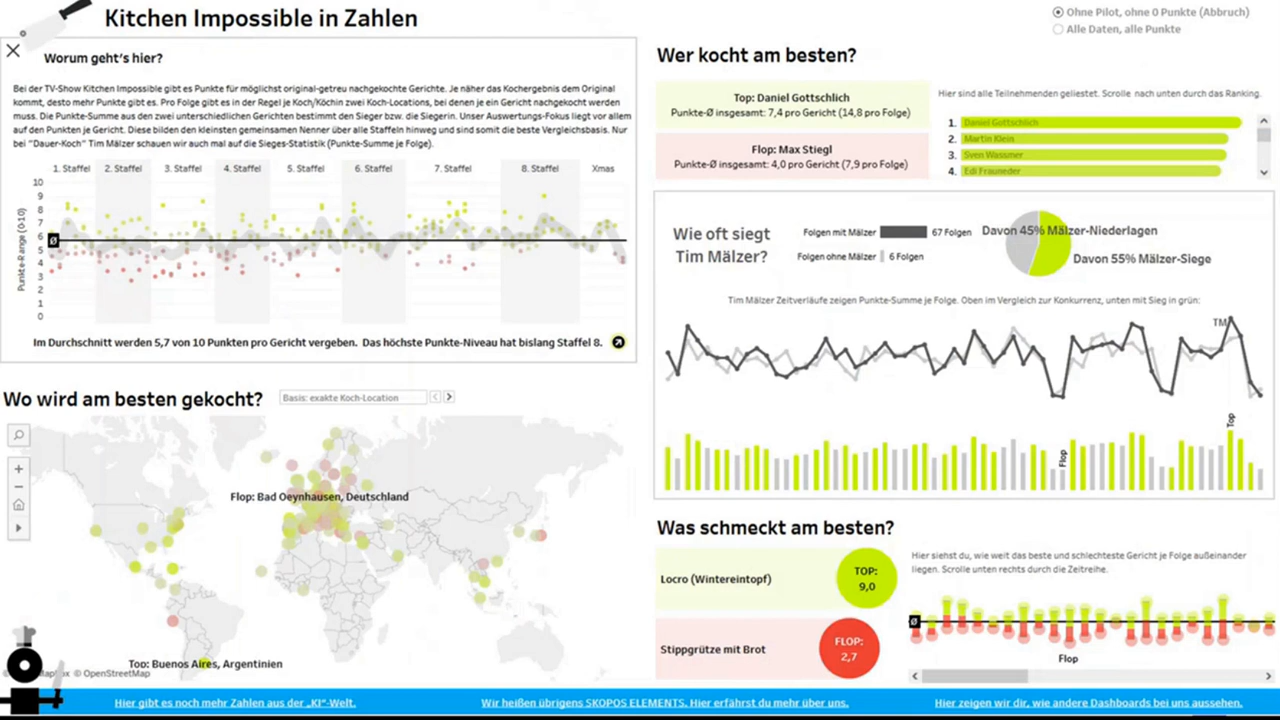 Kitchen Impossible in Zahlen
Ohne Pilot, ohne 0 Punkte (Abbruch)
Alle Daten, alle Punkte
Worum geht's hier?
Bei der TV-Show Kitchen Impossible gibt es Punkte für möglichst original-getreu nachgekochte Gerichte. Je näher das Kochergebnis dem Original
kommt, desto mehr Punkte gibt es. Pro Folge gibt es in der Regel je Koch/Köchin zwei Koch-Locations, bei denen je ein Gericht nachgekocht werden
muss. Die Punkte-Summe aus den zwei unterschiedlichen Gerichten bestimmt den Sieger bzw. die Siegerin. Unser Auswertungs-Fokus liegt vor allem
auf den Punkten je Gericht. Diese bilden den kleinsten gemeinsamen Nenner über alle Staffeln hinweg und sind somit die beste Vergleichsbasis. Nur
bei "Dauer-Koch" Tim Mälzer schauen wir auch mal auf die Sieges-Statistik (Punkte-Summe je Folge).
1. Staffel 2. Staffel 3. Staffel 4. Staffel 5. Staffel 6. Staffel 7. Staffel 8. Staffel Xmas
Punkte-Range (0-10)
10
9
8
7
6
5
4
3
2
1
0
Ø
Im Durchschnitt werden 5,7 von 10 Punkten pro Gericht vergeben. Das höchste Punkte-Niveau hat bislang Staffel 8.
Wer kocht am besten?
Top: Daniel Gottschlich
Punkte-Ø insgesamt: 7,4 pro Gericht (14,8 pro Folge)
Flop: Max Stiegl
Punkte-Ø insgesamt: 4,0 pro Gericht (7,9 pro Folge)
Hier sind alle Teilnehmenden gelistet. Scrolle nach unten durch das Ranking.
1. Daniel Gottschlich
2. Martin Klein
3. Sven Wassmer
4. Edi Frauneder
Wie oft siegt
Tim Mälzer?
Folgen mit Mälzer 67 Folgen
Folgen ohne Mälzer 6 Folgen
Davon 45% Mälzer-Niederlagen
Davon 55% Mälzer-Siege
Tim Mälzer Zeitverläufe zeigen Punkte-Summe je Folge. Oben im Vergleich zur Konkurrenz, unten mit Sieg in grün:
TM
Flop
Top
Wo wird am besten gekocht?
Basis: exakte Koch-Location
Flop: Bad Oeynhausen, Deutschland
Top: Buenos Aires, Argentinien
© OpenStreetMap
Was schmeckt am besten?
Locro (Wintereintopf)
TOP:
9,0
Stippgrütze mit Brot
FLOP:
2,7
Hier siehst du, wie weit das beste und schlechteste Gericht je Folge außeinander
liegen. Scrolle unten rechts durch die Zeitreihe.
Ø
Flop
Hier gibt es noch mehr Zahlen aus der „KI"-Welt.
Wir heißen übrigens SKOPOS ELEMENTS. Hier erfährst du mehr über uns.
Hier zeigen wir dir, wie andere Dashboards bei uns aussehen.